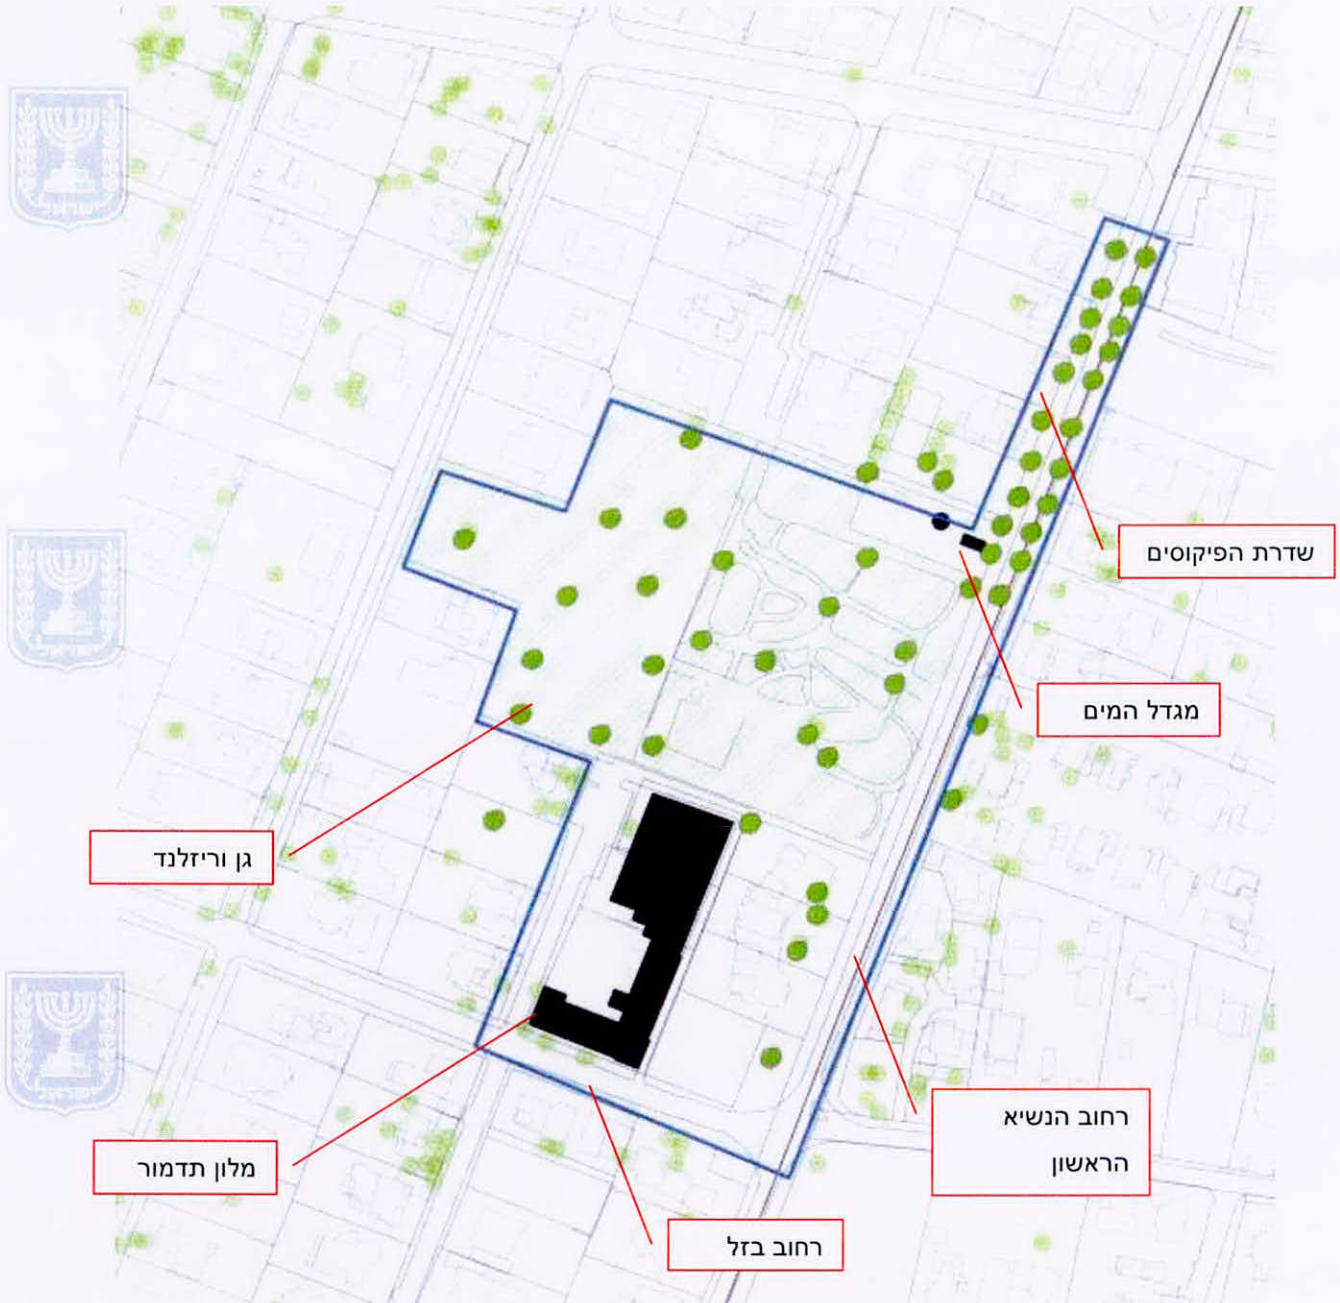 שדרת הפיקוסים
מגדל המים
גן וריזלנד
רחוב הנשיא
הראשון
מלון תדמור
רחוב בזל